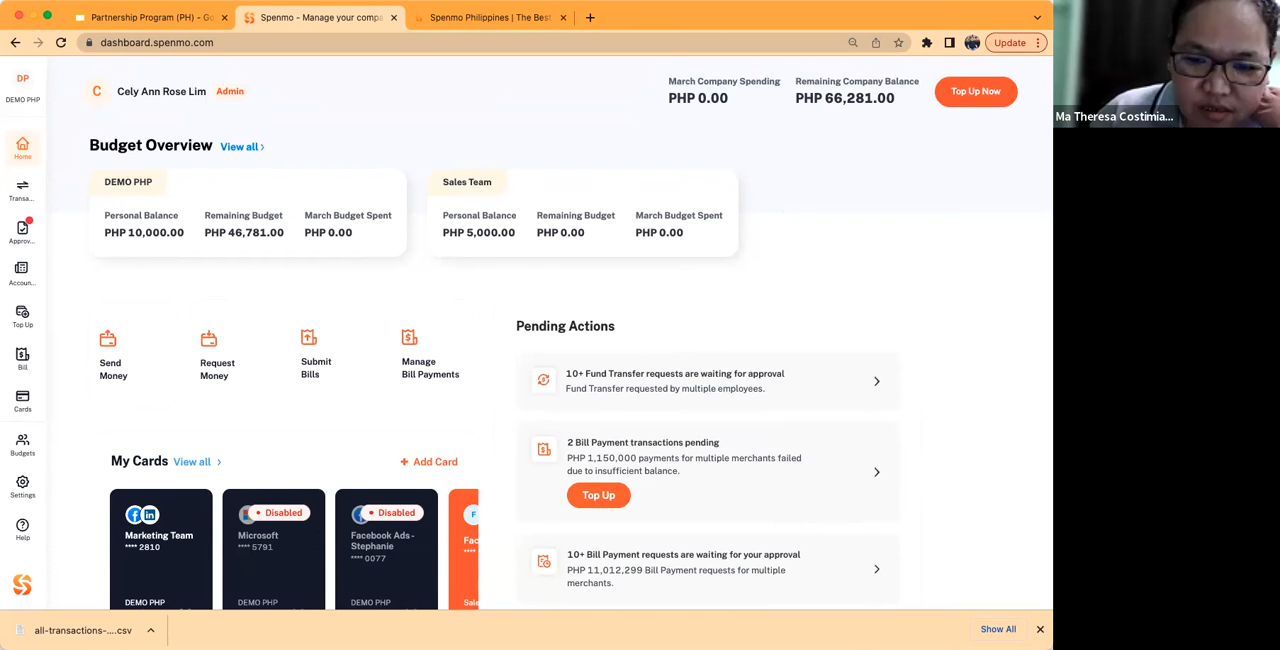 Partnership Program (PH) - Go
Spenmo - Manage your compa
Spenmo Philippines | The Best
dashboard.spenmo.com
Update
DP
DEMO PHP
Home
Transa...
Approv...
Accoun...
Top Up
Bill
Cards
Budgets
Settings
Help
C
Cely Ann Rose Lim
Admin
March Company Spending
PHP 0.00
Remaining Company Balance
PHP 66,281.00
Top Up Now
Budget Overview
View all
DEMO PHP
Personal Balance
PHP 10,000.00
Remaining Budget
PHP 46,781.00
March Budget Spent
PHP 0.00
Sales Team
Personal Balance
PHP 5,000.00
Remaining Budget
PHP 0.00
March Budget Spent
PHP 0.00
Send
Money
Request
Money
Submit
Bills
Manage
Bill Payments
My Cards
View all
+ Add Card
Marketing Team
**** 2810
DEMO PHP
Disabled
Microsoft
**** 5791
DEMO PHP
Disabled
Facebook Ads -
Stephanie
**** 0077
DEMO PHP
F
Fac
****
Sale
Pending Actions
10+ Fund Transfer requests are waiting for approval
Fund Transfer requested by multiple employees.
2 Bill Payment transactions pending
PHP 1,150,000 payments for multiple merchants failed
due to insufficient balance.
Top Up
10+ Bill Payment requests are waiting for your approval
PHP 11,012,299 Bill Payment requests for multiple
merchants.
all-transactions-....csv
Show All
Ma Theresa Costimia...